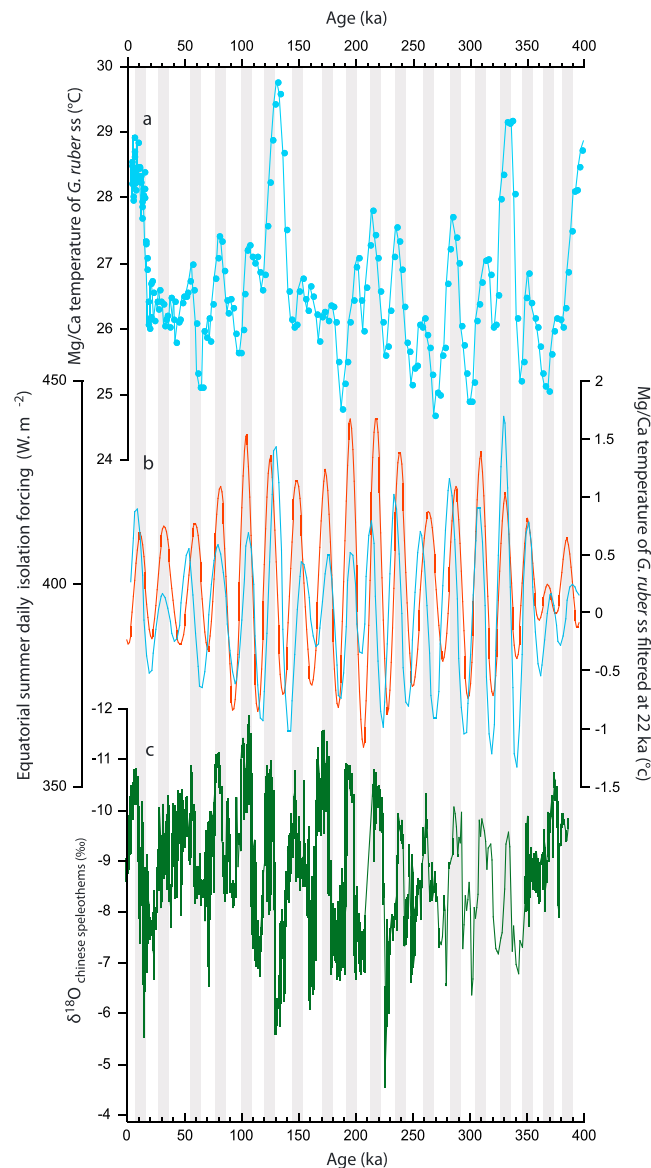 Age (ka)
0 50 100 150 200 250 300 350 400
30
29
28
27
26
25
24
Mg/Ca temperature of G. ruber ss (°C)
a
450
400
350
Equatorial summer daily isolation forcing (W. m -2)
b
2
1.5
1
0.5
0
-0.5
-1
-1.5
Mg/Ca temperature of G. ruber ss filtered at 22 ka (°c)
-12
-11
-10
-9
-8
-7
-6
-5
-4
δ18O chinese speleothems (‰)
c
0 50 100 150 200 250 300 350 400
Age (ka)